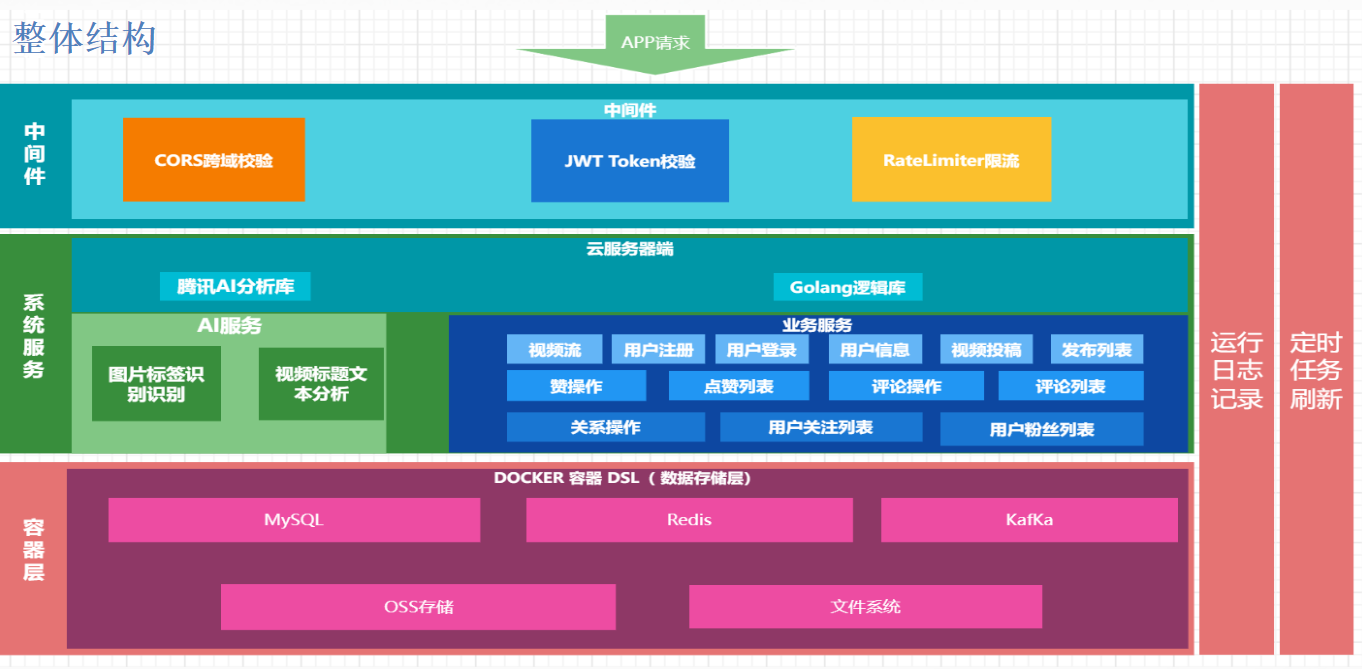 整体结构
APP请求
中间件
中间件
CORS跨域校验
JWT Token校验
RateLimiter限流
系统服务
云服务器端
腾讯AI分析库
Golang逻辑库
AI服务
图片标签识
别识别
视频标题文
本分析
业务服务
视频流
用户注册
用户登录
用户信息
视频投稿
发布列表
赞操作
点赞列表
评论操作
评论列表
关系操作
用户关注列表
用户粉丝列表
容器层
DOCKER 容器 DSL（ 数据存储层）
MySQL
Redis
KafKa
OSS存储
文件系统
运行
日志
记录
定时
任务
刷新